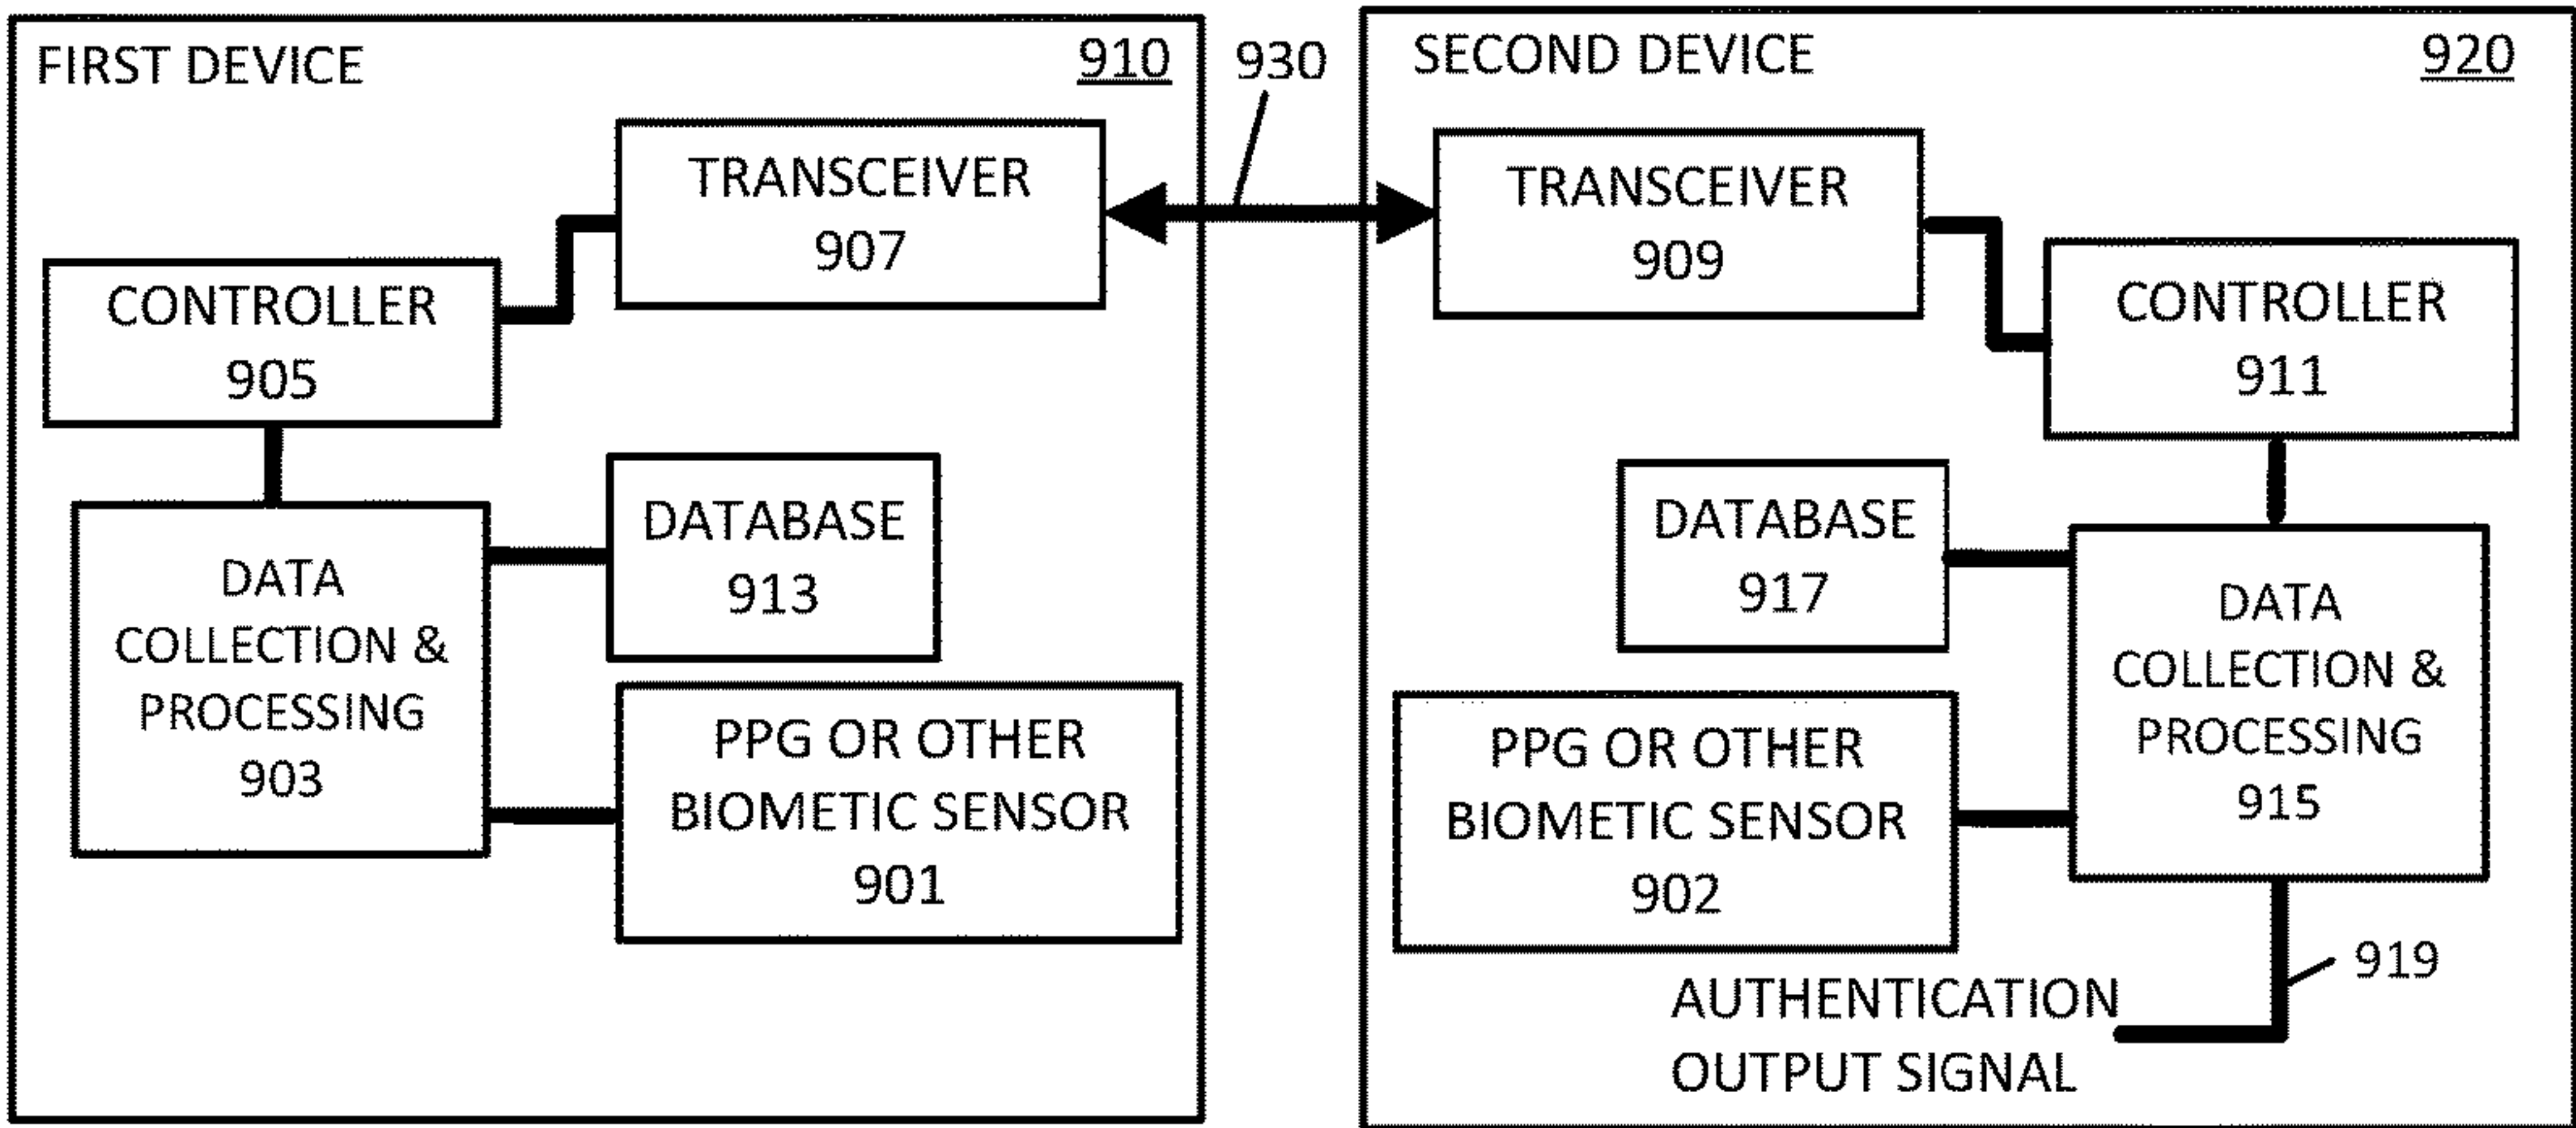 FIRST DEVICE
910
TRANSCEIVER
907
CONTROLLER
905
DATABASE
913
DATA
COLLECTION &
PROCESSING
903
PPG OR OTHER
BIOMETIC SENSOR
901
930
SECOND DEVICE
920
TRANSCEIVER
909
CONTROLLER
911
DATABASE
917
DATA
COLLECTION &
PROCESSING
915
PPG OR OTHER
BIOMETIC SENSOR
902
919
AUTHENTICATION
OUTPUT SIGNAL